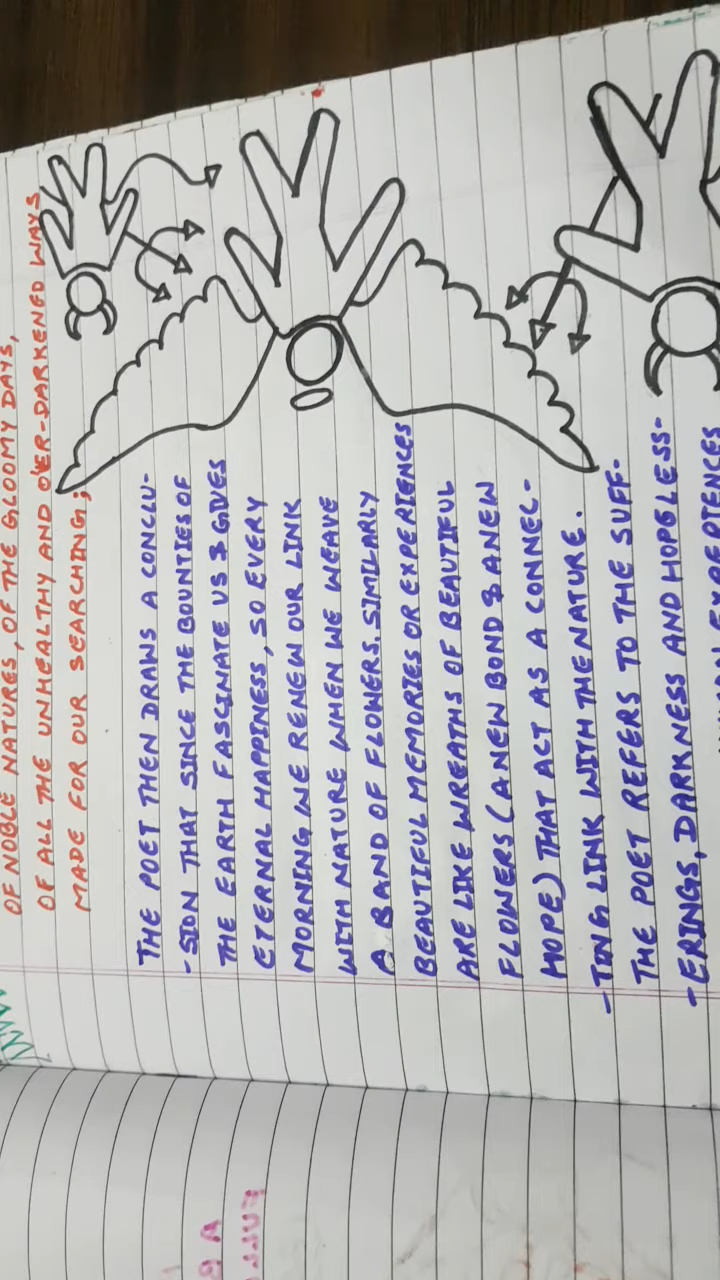 OF NOBLE NATURES, OF THE GLOOMY DAYS,
OF ALL THE UNHEALTHY AND O'ER-DARKENED WAYS
MADE FOR OUR SEARCHING;
THE POET THEN DRAWS A CONCLU-
-SION THAT SINCE THE BOUNTIES OF
THE EARTH FASCINATE US & GIVES
ETERNAL HAPPINESS, SO EVERY
MORNING WE RENEW OUR LINK
WITH NATURE WHEN WE WEAVE
A BAND OF FLOWERS. SIMILARLY
BEAUTIFUL MEMORIES OR EXPERIENCES
ARE LIKE WREATHS OF BEAUTIFUL
FLOWERS (A NEW BOND & A NEW
HOPE) THAT ACT AS A CONNEC-
-TING LINK WITH THE NATURE.
THE POET REFERS TO THE SUFF-
-ERINGS, DARKNESS AND HOPELESS-
EXPERIENCES